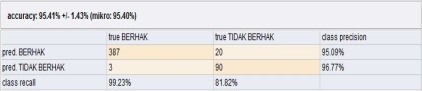 accuracy: 95.41% +/- 1.43% (mikro: 95.40%)
true BERHAK true TIDAK BERHAK class precision
pred. BERHAK 387 20 95.09%
pred. TIDAK BERHAK 3 90 96.77%
class recall 99.23% 81.82%